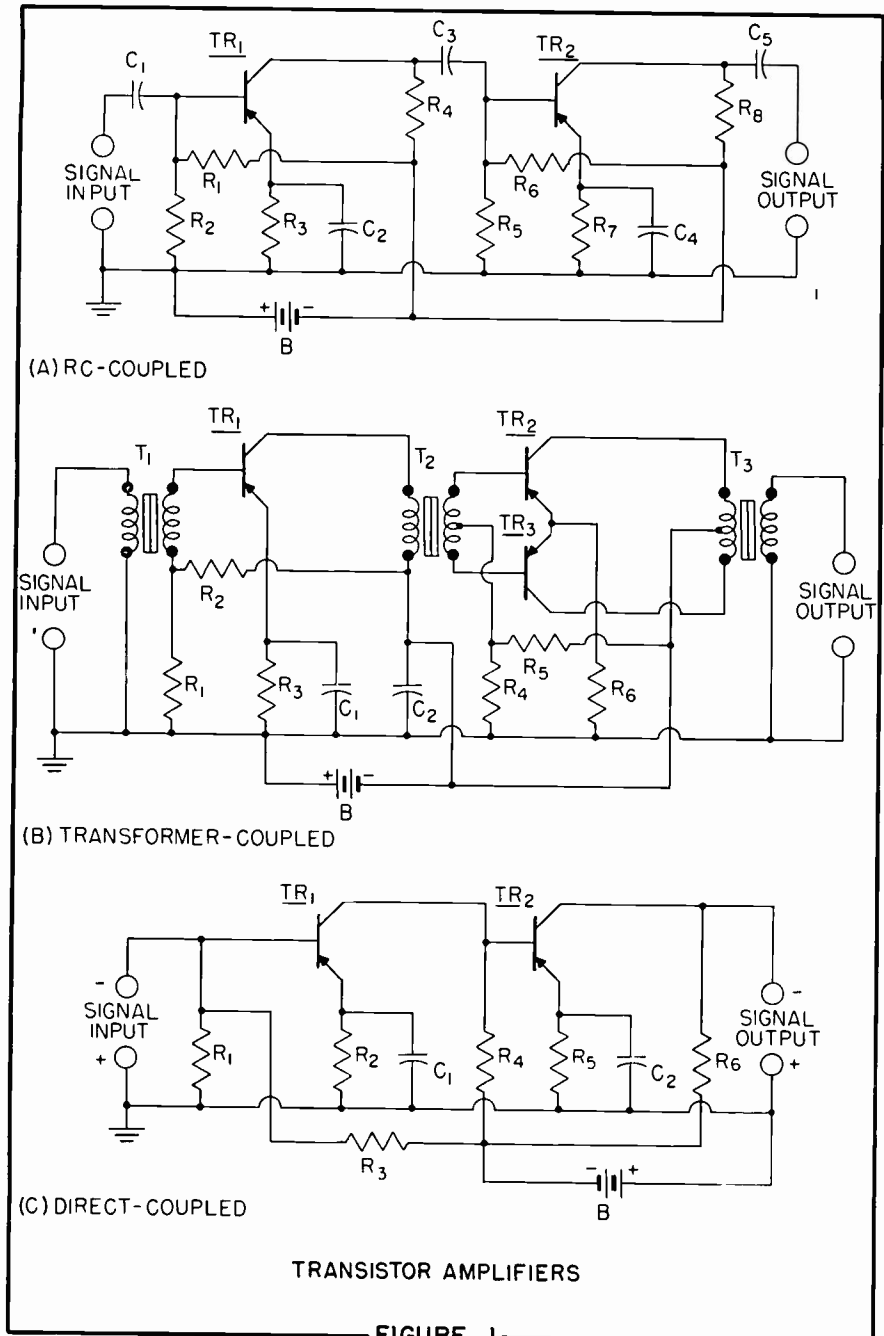 TR1 C3 TR2 C5
C1
R4 R8
SIGNAL INPUT
R1 R6
SIGNAL OUTPUT
R2 R3 C2 R5 R7 C4
+ -
B
(A) RC-COUPLED
TR1 TR2
T1 T2 T3
TR3
SIGNAL INPUT
R2
SIGNAL OUTPUT
R5
R1 R3 C1 C2 R4 R6
+ -
B
(B) TRANSFORMER-COUPLED
TR1 TR2
- -
SIGNAL INPUT
SIGNAL OUTPUT
+ +
R1 R2 C1 R4 R5 C2 R6
R3
- +
B
(C) DIRECT-COUPLED
TRANSISTOR AMPLIFIERS
FIGURE 1